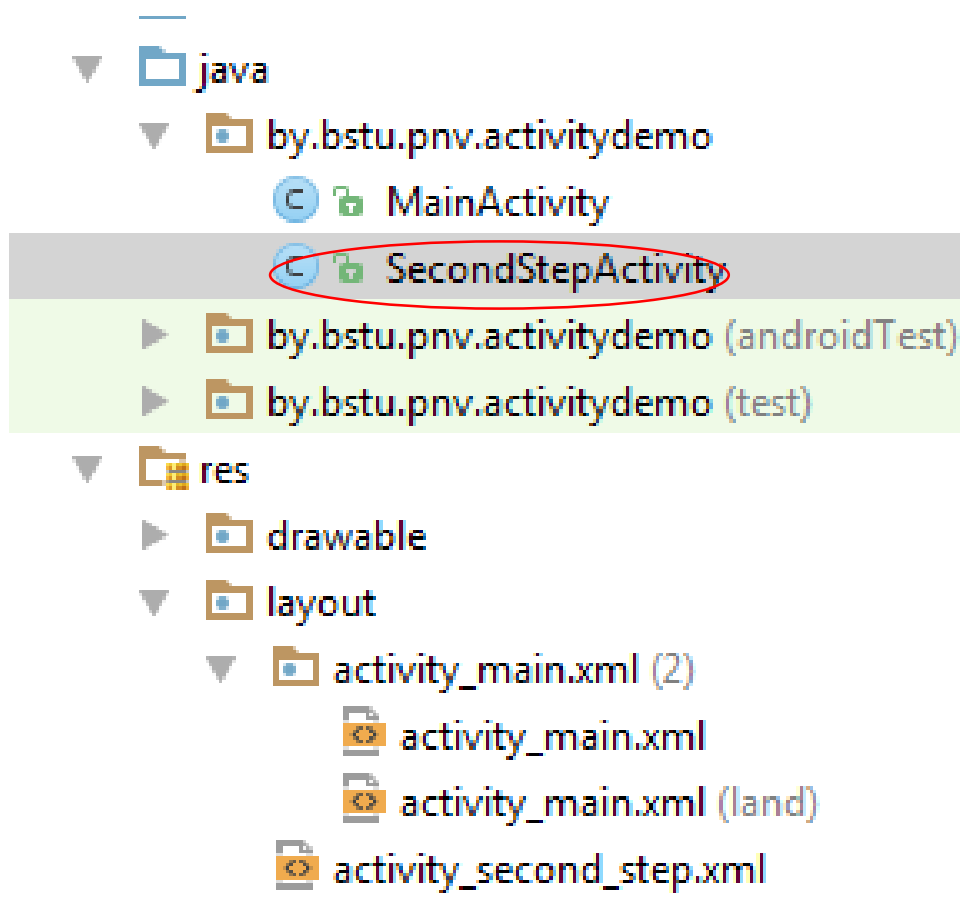 java
by.bstu.pnv.activitydemo
MainActivity
SecondStepActivity
by.bstu.pnv.activitydemo (androidTest)
by.bstu.pnv.activitydemo (test)
res
drawable
layout
activity_main.xml (2)
activity_main.xml
activity_main.xml (land)
activity_second_step.xml